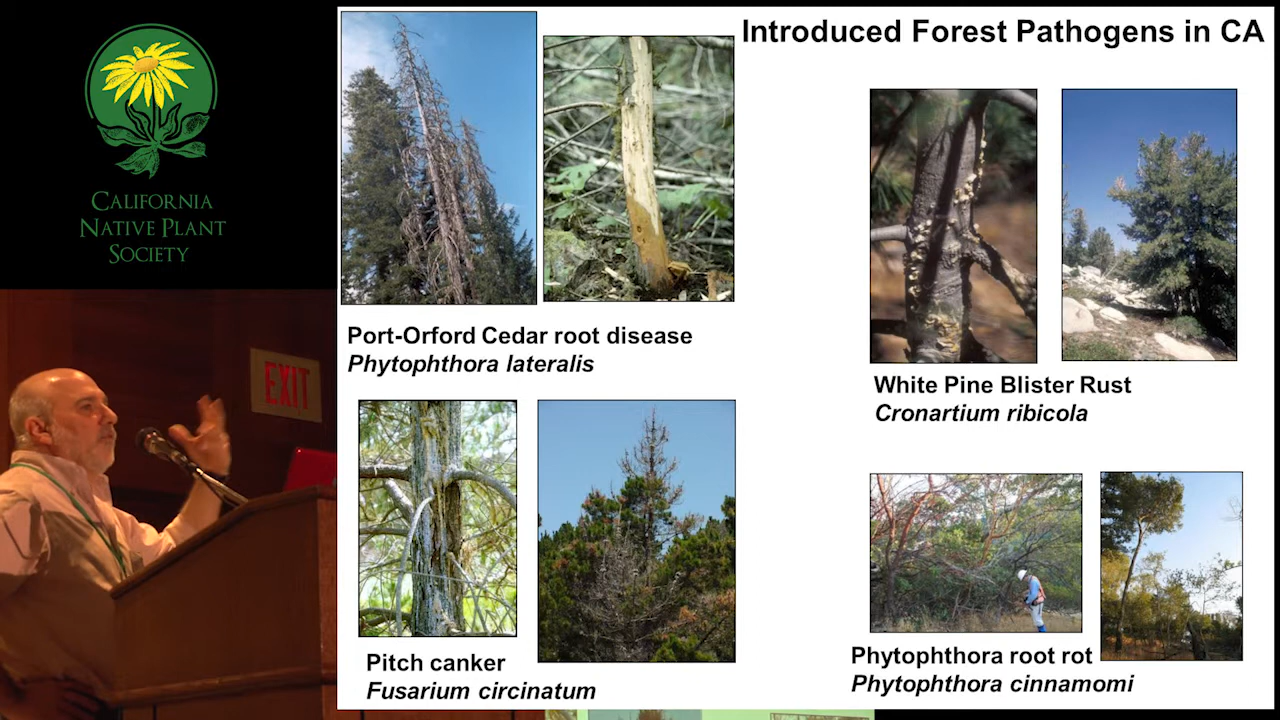 CALIFORNIA
NATIVE PLANT
SOCIETY
EXIT
Introduced Forest Pathogens in CA
Port-Orford Cedar root disease
Phytophthora lateralis
White Pine Blister Rust
Cronartium ribicola
Pitch canker
Fusarium circinatum
Phytophthora root rot
Phytophthora cinnamomi